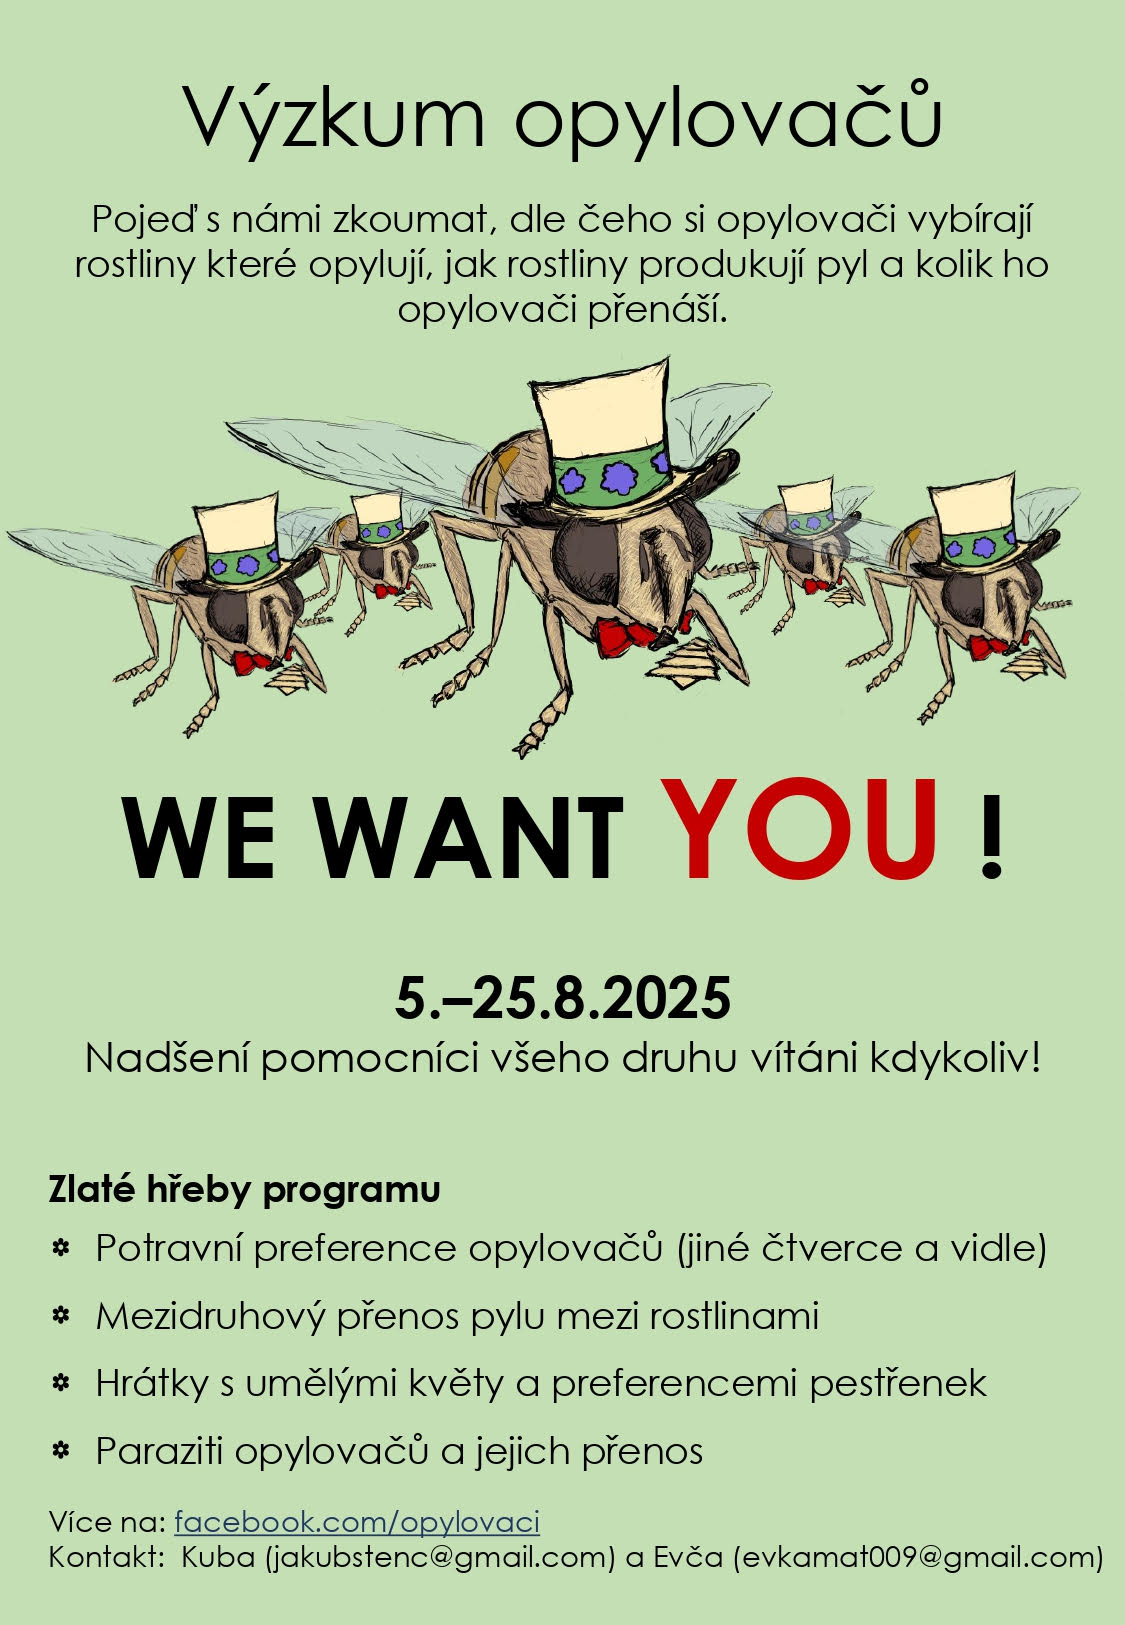 Výzkum opylovačů
Pojeď s námi zkoumat, dle čeho si opylovači vybírají
rostliny které opylují, jak rostliny produkují pyl a kolik ho
opylovači přenáší.
WE WANT YOU !
5.–25.8.2025
Nadšení pomocníci všeho druhu vítáni kdykoliv!
Zlaté hřeby programu
Potravní preference opylovačů (jiné čtverce a vidle)
Mezidruhový přenos pylu mezi rostlinami
Hrátky s umělými květy a preferencemi pestřenek
Paraziti opylovačů a jejich přenos
Více na: facebook.com/opylovaci
Kontakt: Kuba (jakubstenc@gmail.com) a Evča (evkamat009@gmail.com)